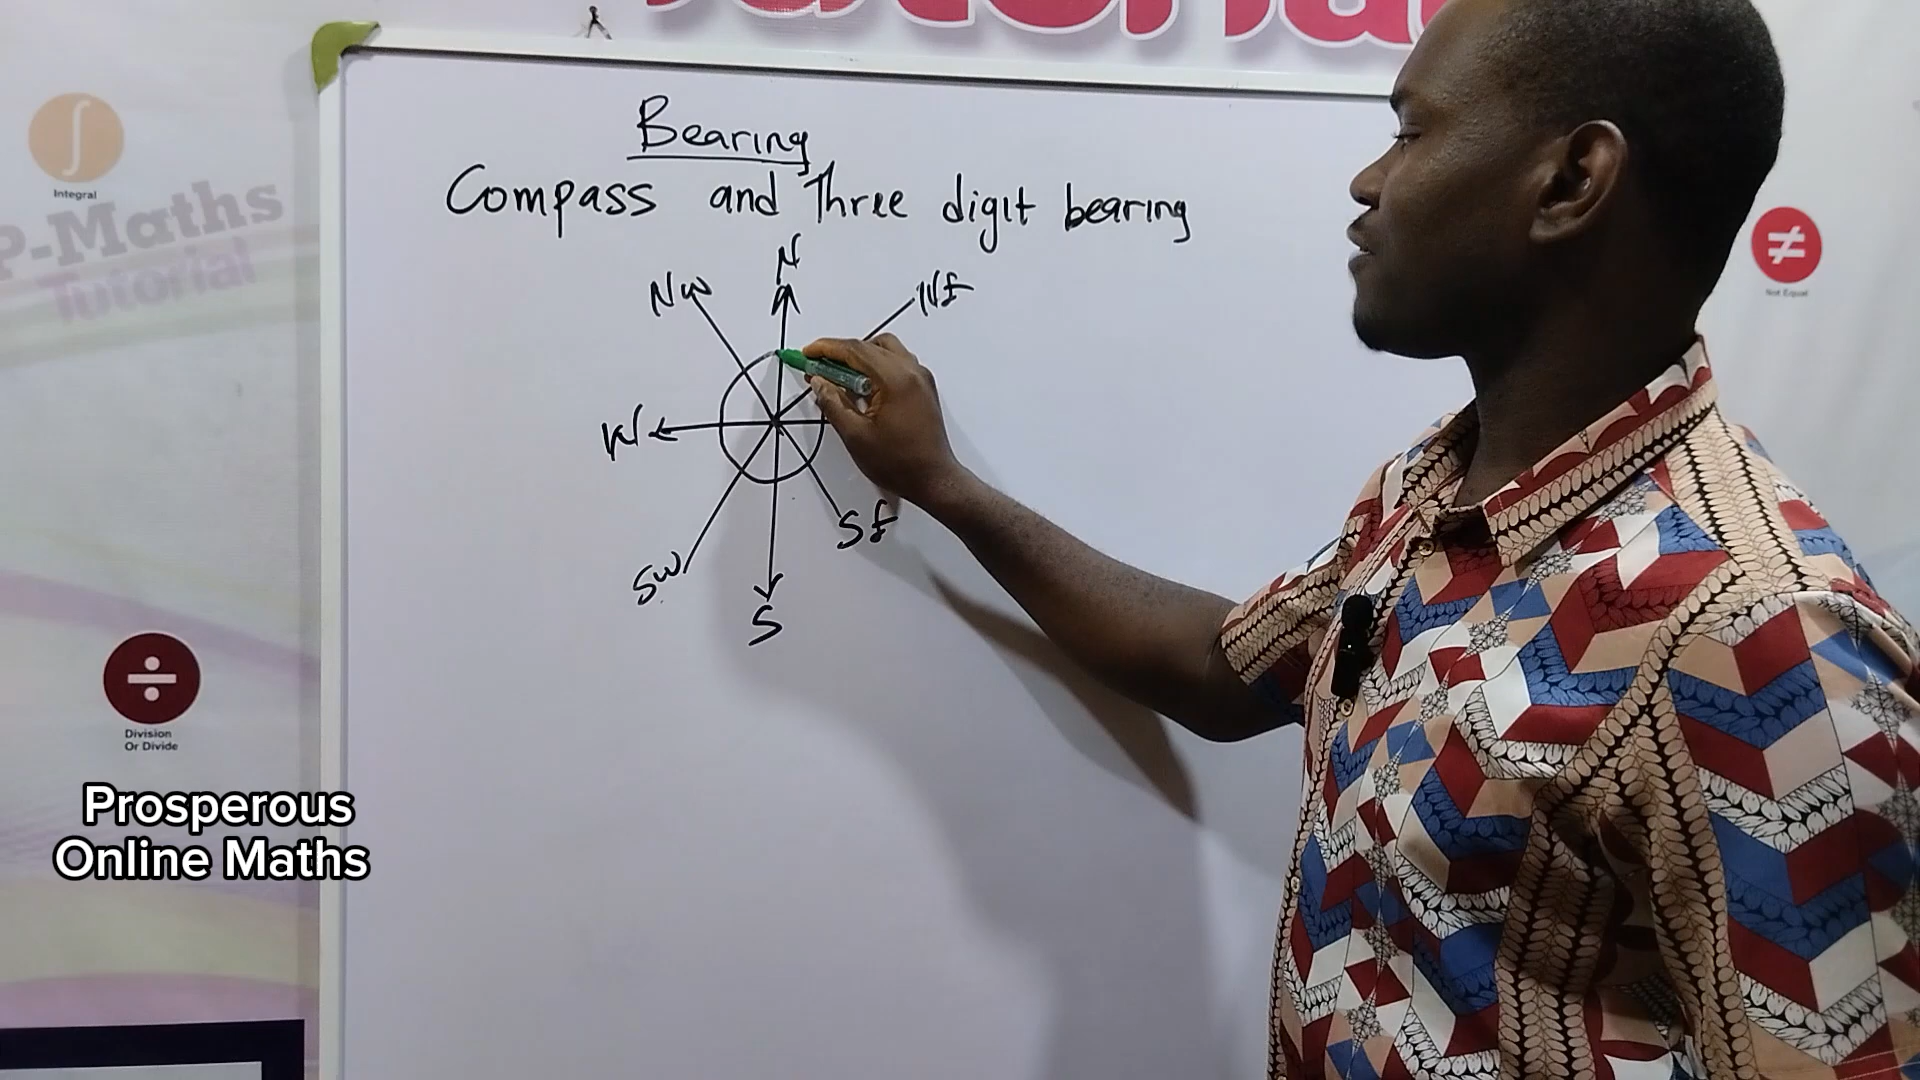 Tutorial
Integral
P-Maths
Tutorial
Bearing
Compass and Three digit bearing
N
NW
NE
W
SE
SW
S
Not Equal
Division
Or Divide
Prosperous
Online Maths